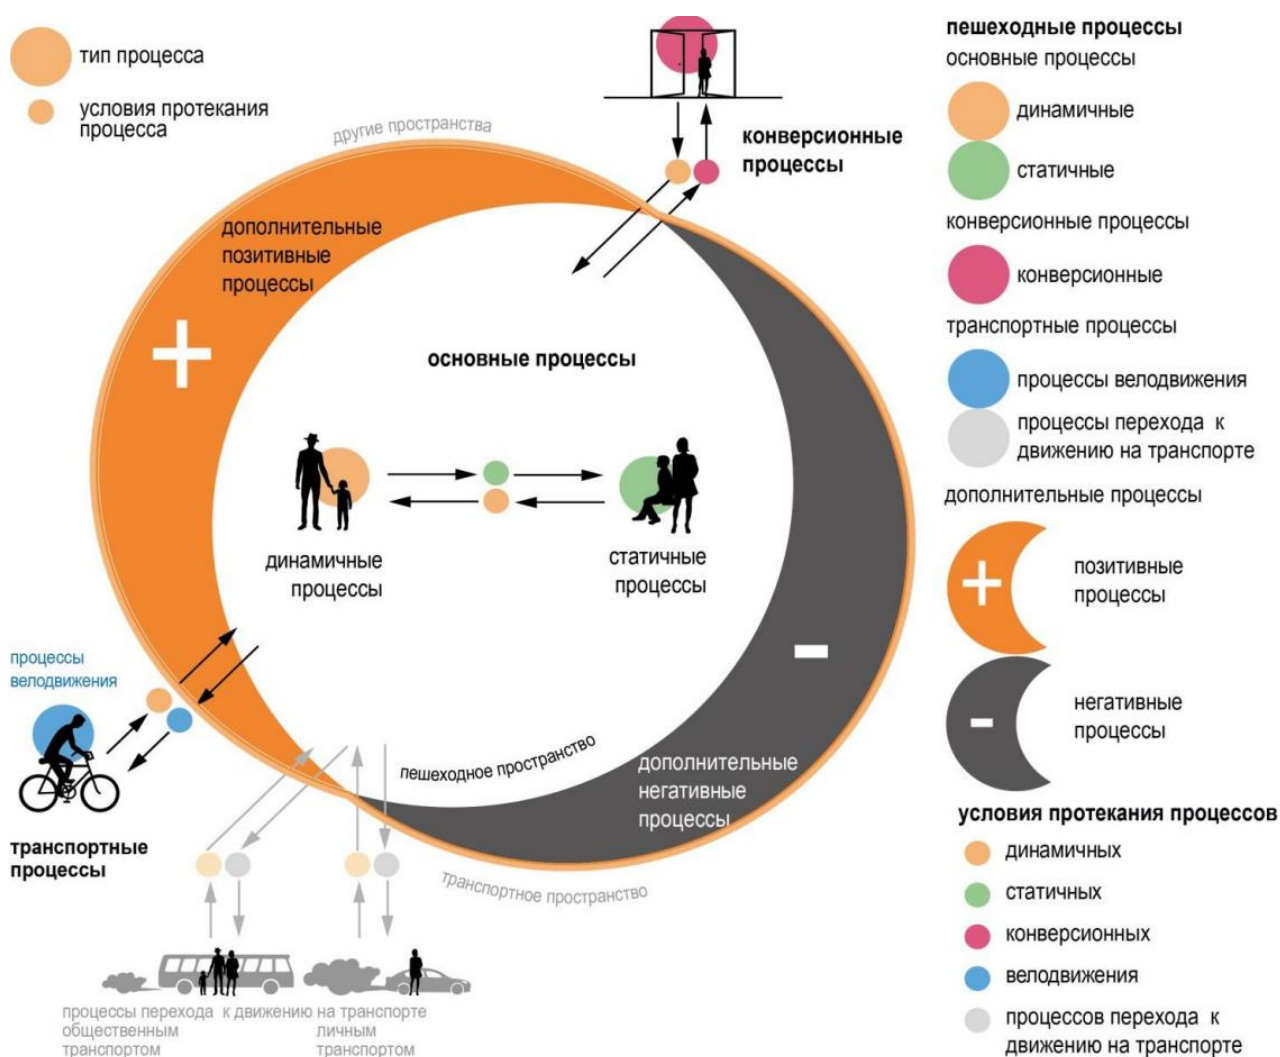 тип процесса
условия протекания
процесса
другие пространства
конверсионные
процессы
дополнительные
позитивные
процессы
+
основные процессы
динамичные
процессы
статичные
процессы
-
процессы
велодвижения
транспортные
процессы
пешеходное пространство
дополнительные
негативные
процессы
транспортное пространство
процессы перехода к движению на транспорте
общественным
транспортом
личным
транспортом
пешеходные процессы
основные процессы
динамичные
статичные
конверсионные процессы
конверсионные
транспортные процессы
процессы велодвижения
процессы перехода к
движению на транспорте
дополнительные процессы
+
позитивные
процессы
-
негативные
процессы
условия протекания процессов
динамичных
статичных
конверсионных
велодвижения
процессов перехода к
движению на транспорте